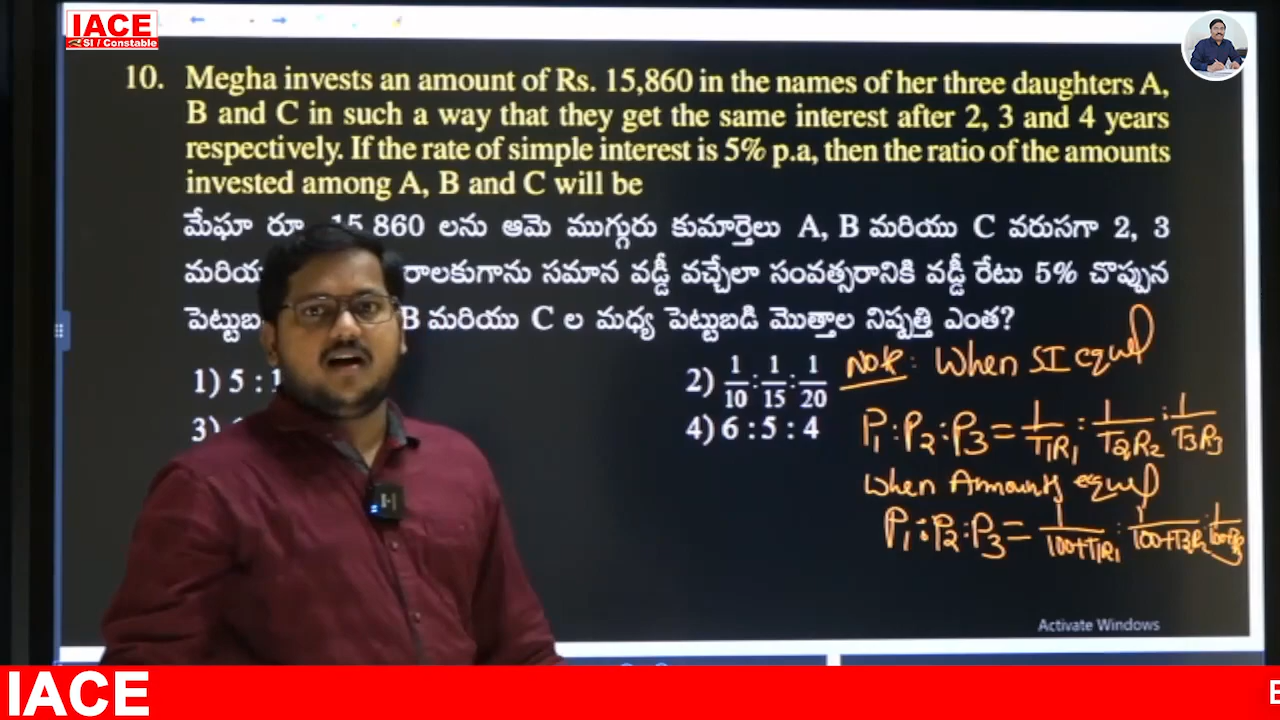 IACE
SI / Constable
10. Megha invests an amount of Rs. 15,860 in the names of her three daughters A,
B and C in such a way that they get the same interest after 2, 3 and 4 years
respectively. If the rate of simple interest is 5% p.a, then the ratio of the amounts
invested among A, B and C will be
మేఘా రూ. 15,860 లను ఆమె ముగ్గురు కుమార్తెలు A, B మరియు C వరుసగా 2, 3
రాలకుగాను సమాన వడ్డీ వచ్చేలా సంవత్సరానికి వడ్డీ రేటు 5% చొప్పున
B మరియు C ల మధ్య పెట్టుబడి మొత్తాల నిష్పత్తి ఎంత?
1) 5 : 1
2) 1/10 : 1/15 : 1/20
3)
4) 6 : 5 : 4
Note: When SI equal
P1 : P2 : P3 = 1/T1R1 : 1/T2R2 : 1/T3R3
When Amounts equal
P1 : P2 : P3 = 1/100+T1R1 : 1/100+T2R2 :
Activate Windows
IACE